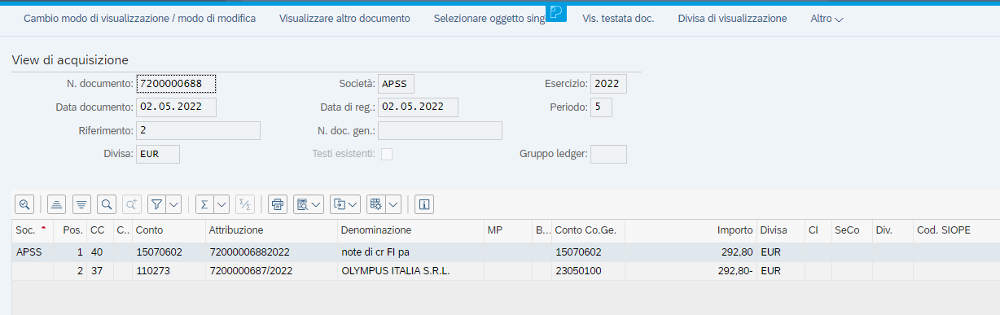 Cambio modo di visualizzazione / modo di modifica Visualizzare altro documento Selezionare oggetto sing Vis. testata doc. Divisa di visualizzazione Altro
View di acquisizione
N. documento: 7200000688 Società: APSS Esercizio: 2022
Data documento: 02.05.2022 Data di reg.: 02.05.2022 Periodo: 5
Riferimento: 2 N. doc. gen.:
Divisa: EUR Testi esistenti: Gruppo ledger:
Soc. Pos. CC C.. Conto Attribuzione Denominazione MP B... Conto Co.Ge. Importo Divisa CI SeCo Div. Cod. SIOPE
APSS 1 40 15070602 72000006882022 note di cr FI pa 15070602 292,80 EUR
2 37 110273 7200000687/2022 OLYMPUS ITALIA S.R.L. 23050100 292,80- EUR